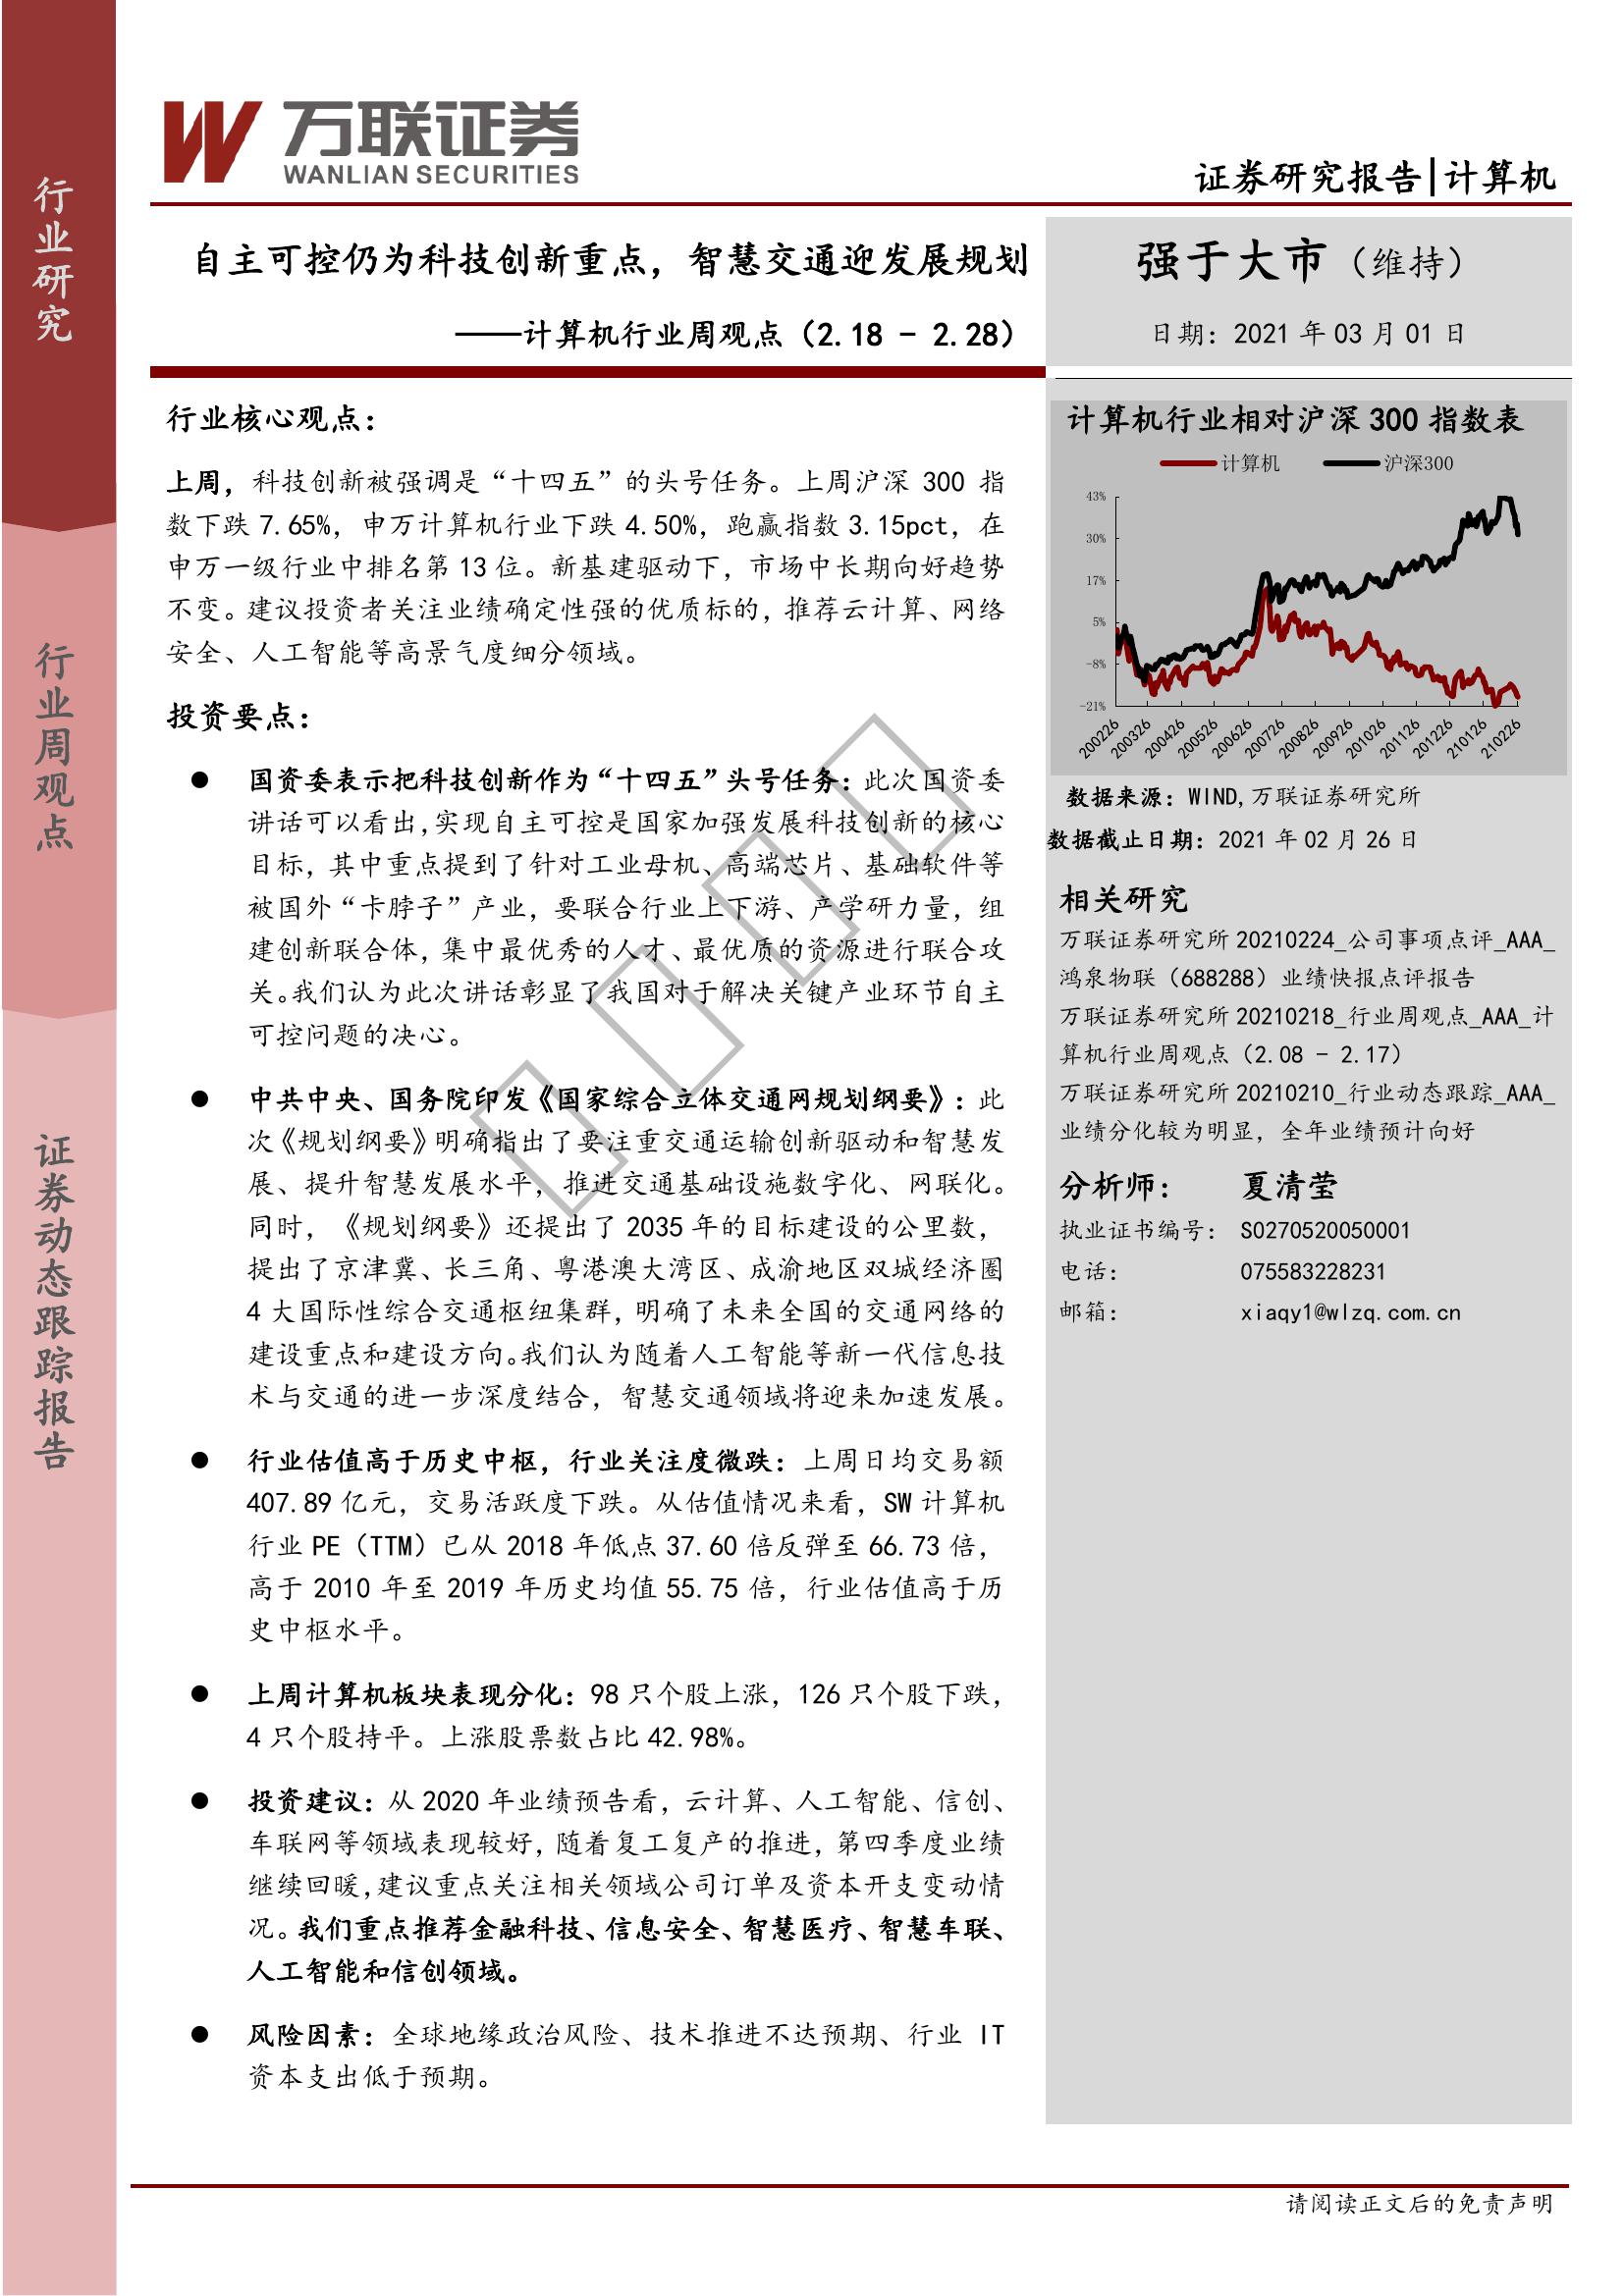 行业研究
行业周观点
证券动态跟踪报告
万联证券
WANLIAN SECURITIES
证券研究报告|计算机
自主可控仍为科技创新重点，智慧交通迎发展规划
——计算机行业周观点（2.18 - 2.28）
强于大市（维持）
日期：2021 年 03 月 01 日
行业核心观点：
上周，科技创新被强调是“十四五”的头号任务。上周沪深 300 指
数下跌 7.65%，申万计算机行业下跌 4.50%，跑赢指数 3.15pct，在
申万一级行业中排名第 13 位。新基建驱动下，市场中长期向好趋势
不变。建议投资者关注业绩确定性强的优质标的，推荐云计算、网络
安全、人工智能等高景气度细分领域。
投资要点：
● 国资委表示把科技创新作为“十四五”头号任务：此次国资委
讲话可以看出，实现自主可控是国家加强发展科技创新的核心
目标，其中重点提到了针对工业母机、高端芯片、基础软件等
被国外“卡脖子”产业，要联合行业上下游、产学研力量，组
建创新联合体，集中最优秀的人才、最优质的资源进行联合攻
关。我们认为此次讲话彰显了我国对于解决关键产业环节自主
可控问题的决心。
● 中共中央、国务院印发《国家综合立体交通网规划纲要》：此
次《规划纲要》明确指出了要注重交通运输创新驱动和智慧发
展、提升智慧发展水平，推进交通基础设施数字化、网联化。
同时，《规划纲要》还提出了 2035 年的目标建设的公里数，
提出了京津冀、长三角、粤港澳大湾区、成渝地区双城经济圈
4 大国际性综合交通枢纽集群，明确了未来全国的交通网络的
建设重点和建设方向。我们认为随着人工智能等新一代信息技
术与交通的进一步深度结合，智慧交通领域将迎来加速发展。
● 行业估值高于历史中枢，行业关注度微跌：上周日均交易额
407.89 亿元，交易活跃度下跌。从估值情况来看，SW 计算机
行业 PE（TTM）已从 2018 年低点 37.60 倍反弹至 66.73 倍，
高于 2010 年至 2019 年历史均值 55.75 倍，行业估值高于历
史中枢水平。
● 上周计算机板块表现分化：98 只个股上涨，126 只个股下跌，
4 只个股持平。上涨股票数占比 42.98%。
● 投资建议：从 2020 年业绩预告看，云计算、人工智能、信创、
车联网等领域表现较好，随着复工复产的推进，第四季度业绩
继续回暖，建议重点关注相关领域公司订单及资本开支变动情
况。我们重点推荐金融科技、信息安全、智慧医疗、智慧车联、
人工智能和信创领域。
● 风险因素：全球地缘政治风险、技术推进不达预期、行业 IT
资本支出低于预期。
计算机行业相对沪深 300 指数表
计算机 沪深300
43%
30%
17%
5%
-8%
-21%
200226 200326 200426 200526 200626 200726 200826 200926 201026 201126 201226 210126 210226
数据来源：WIND,万联证券研究所
数据截止日期：2021 年 02 月 26 日
相关研究
万联证券研究所 20210224_公司事项点评_AAA_
鸿泉物联（688288）业绩快报点评报告
万联证券研究所 20210218_行业周观点_AAA_计
算机行业周观点（2.08 - 2.17）
万联证券研究所 20210210_行业动态跟踪_AAA_
业绩分化较为明显，全年业绩预计向好
分析师： 夏清莹
执业证书编号： S0270520050001
电话： 075583228231
邮箱： xiaqy1@wlzq.com.cn
请阅读正文后的免责声明